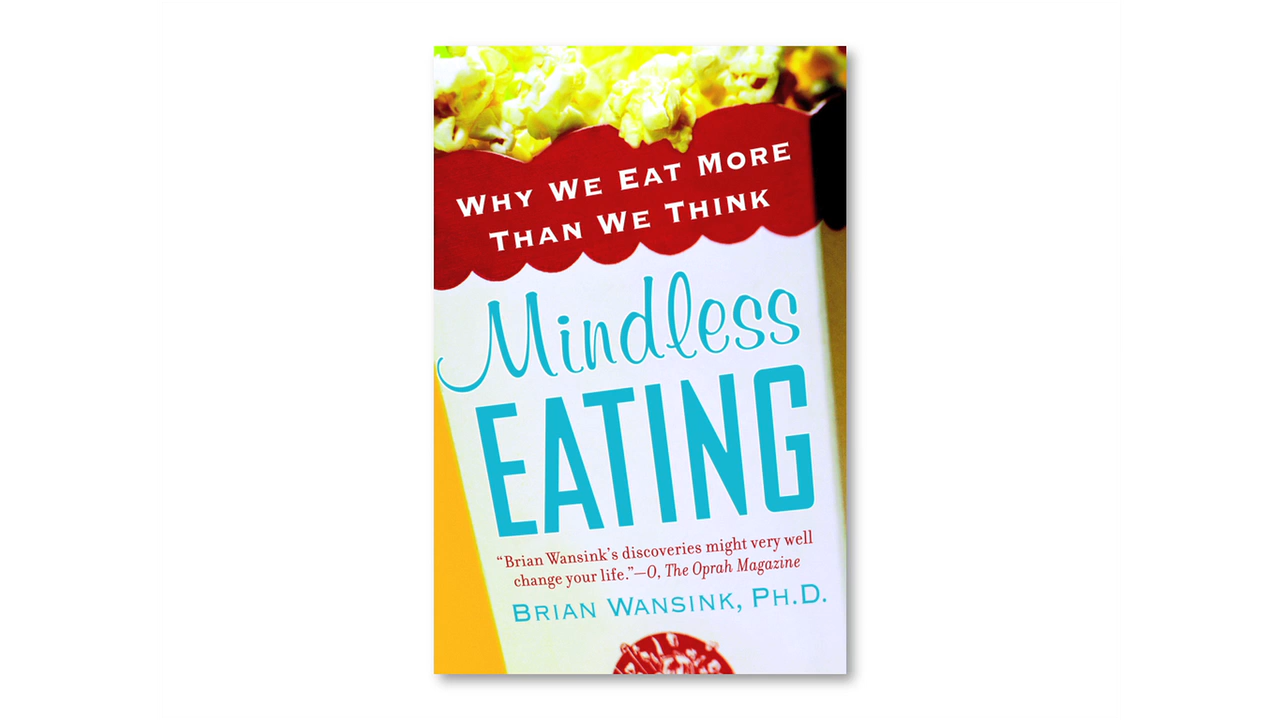 WHY WE EAT MORE
THAN WE THINK
Mindless
EATING
“Brian Wansink’s discoveries might very well
change your life.”—O, The Oprah Magazine
BRIAN WANSINK, PH.D.